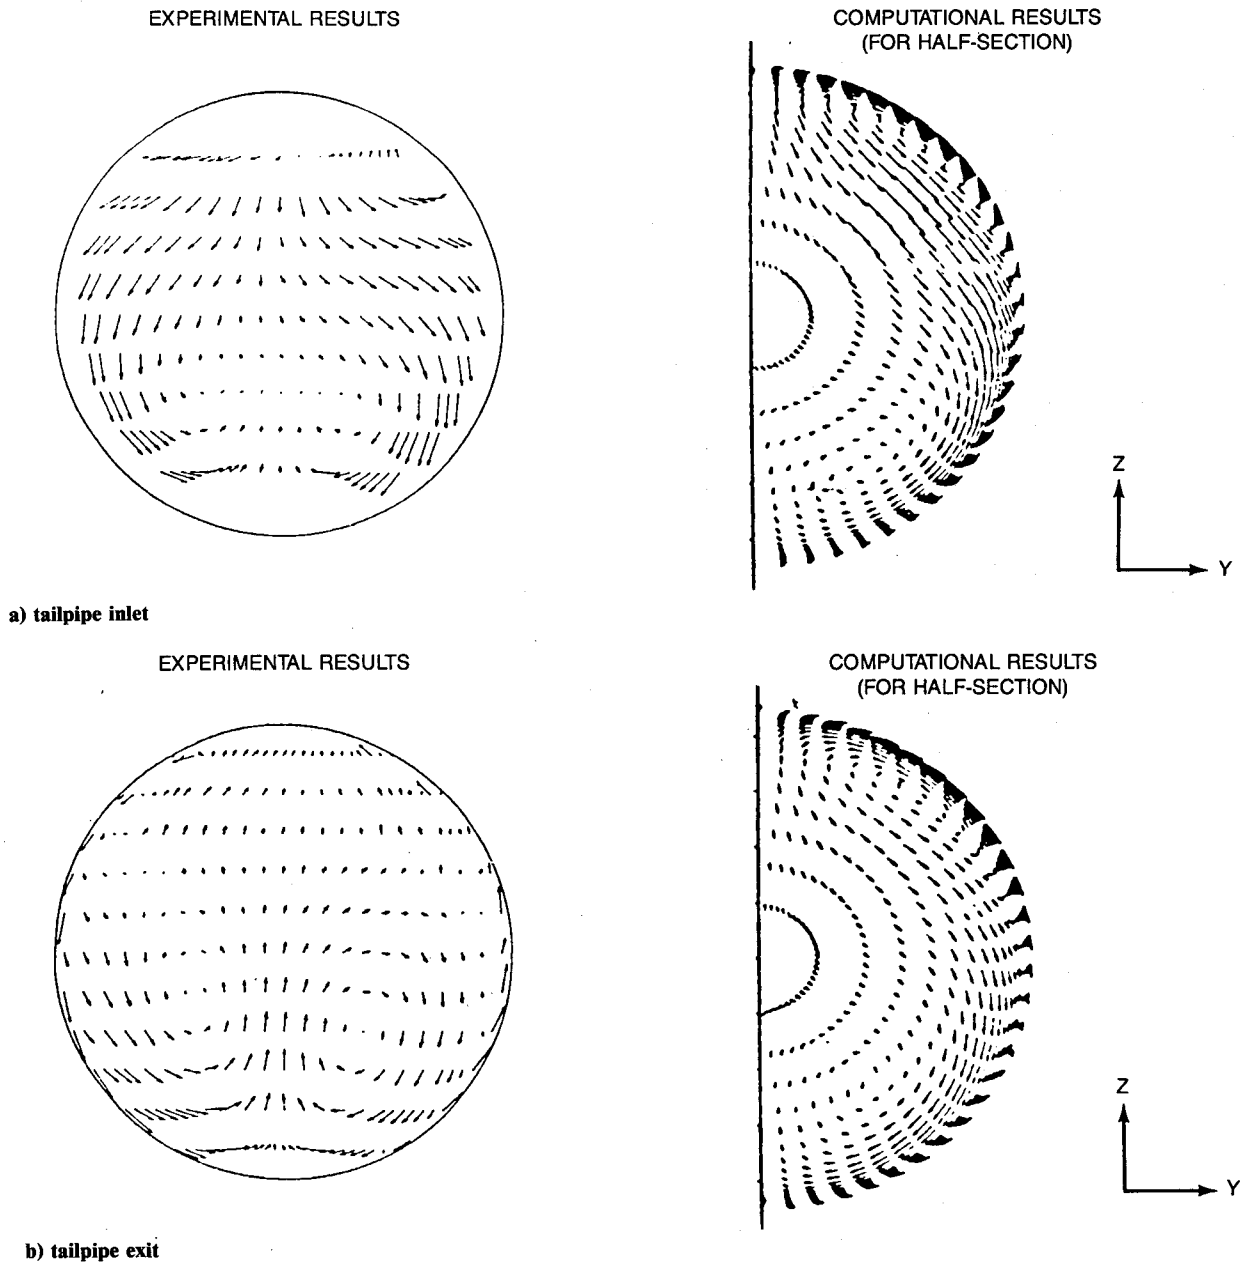 EXPERIMENTAL RESULTS
COMPUTATIONAL RESULTS
(FOR HALF-SECTION)
Z
Y
a) tailpipe inlet
EXPERIMENTAL RESULTS
COMPUTATIONAL RESULTS
(FOR HALF-SECTION)
Z
Y
b) tailpipe exit